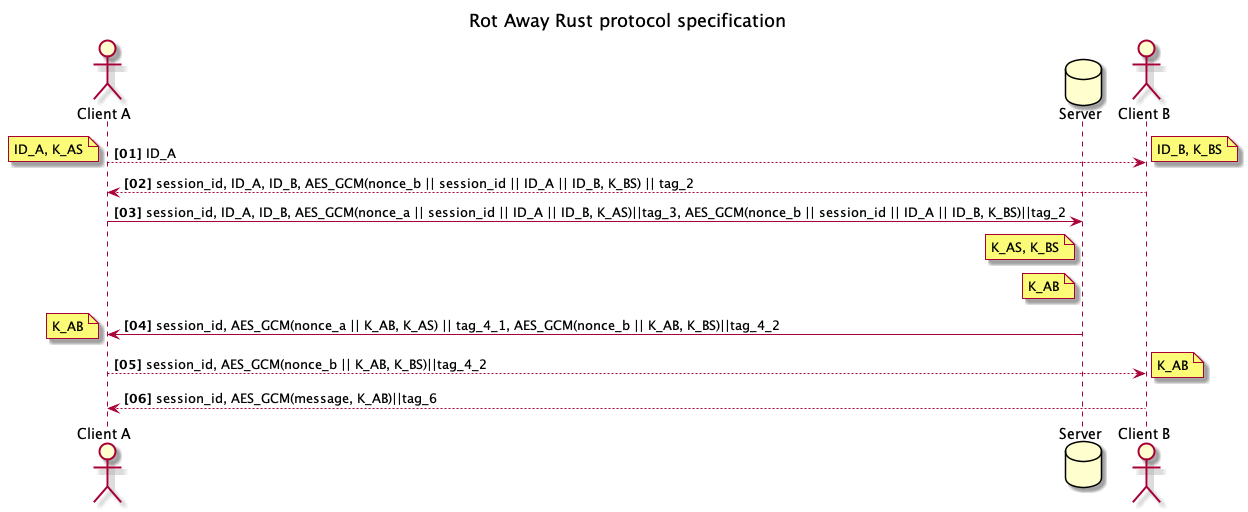 Rot Away Rust protocol specification
Client A
Server
Client B
ID_A, K_AS
[01] ID_A
ID_B, K_BS
[02] session_id, ID_A, ID_B, AES_GCM(nonce_b || session_id || ID_A || ID_B, K_BS) || tag_2
[03] session_id, ID_A, ID_B, AES_GCM(nonce_a || session_id || ID_A || ID_B, K_AS)||tag_3, AES_GCM(nonce_b || session_id || ID_A || ID_B, K_BS)||tag_2
K_AS, K_BS
K_AB
K_AB
[04] session_id, AES_GCM(nonce_a || K_AB, K_AS) || tag_4_1, AES_GCM(nonce_b || K_AB, K_BS)||tag_4_2
[05] session_id, AES_GCM(nonce_b || K_AB, K_BS)||tag_4_2
K_AB
[06] session_id, AES_GCM(message, K_AB)||tag_6
Client A
Server
Client B